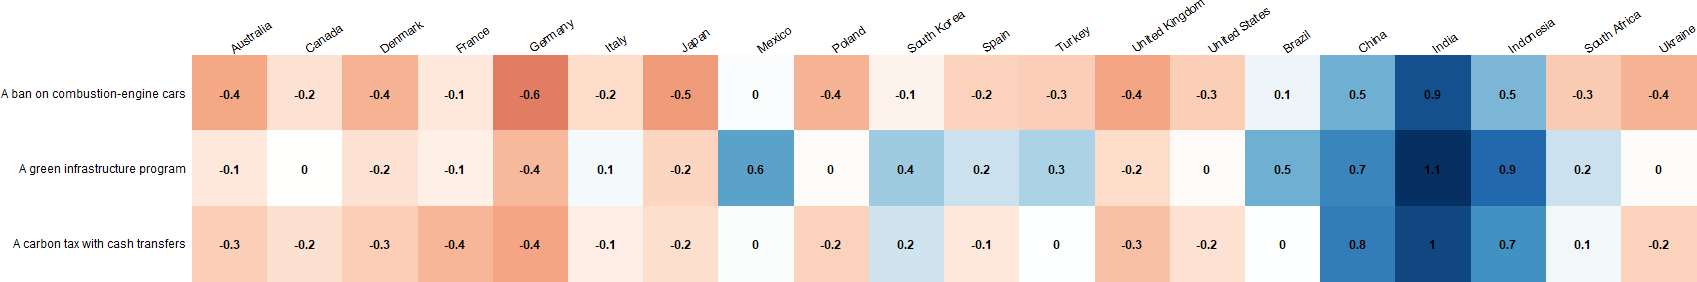 Australia Canada Denmark France Germany Italy Japan Mexico Poland South Korea Spain Turkey United Kingdom United States Brazil China India Indonesia South Africa Ukraine
A ban on combustion-engine cars -0.4 -0.2 -0.4 -0.1 -0.6 -0.2 -0.5 0 -0.4 -0.1 -0.2 -0.3 -0.4 -0.3 0.1 0.5 0.9 0.5 -0.3 -0.4
A green infrastructure program -0.1 0 -0.2 -0.1 -0.4 0.1 -0.2 0.6 0 0.4 0.2 0.3 -0.2 0 0.5 0.7 1.1 0.9 0.2 0
A carbon tax with cash transfers -0.3 -0.2 -0.3 -0.4 -0.4 -0.1 -0.2 0 -0.2 0.2 -0.1 0 -0.3 -0.2 0 0.8 1 0.7 0.1 -0.2